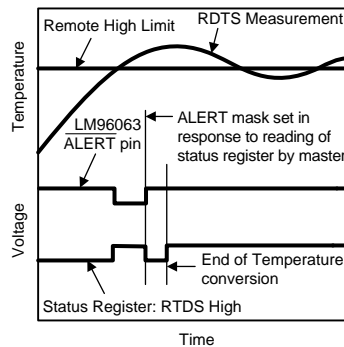 Remote High Limit
RDTS Measurement
Temperature
LM96063
ALERT pin
ALERT mask set in
response to reading of
status register by master
Voltage
End of Temperature
conversion
Status Register: RTDS High
Time